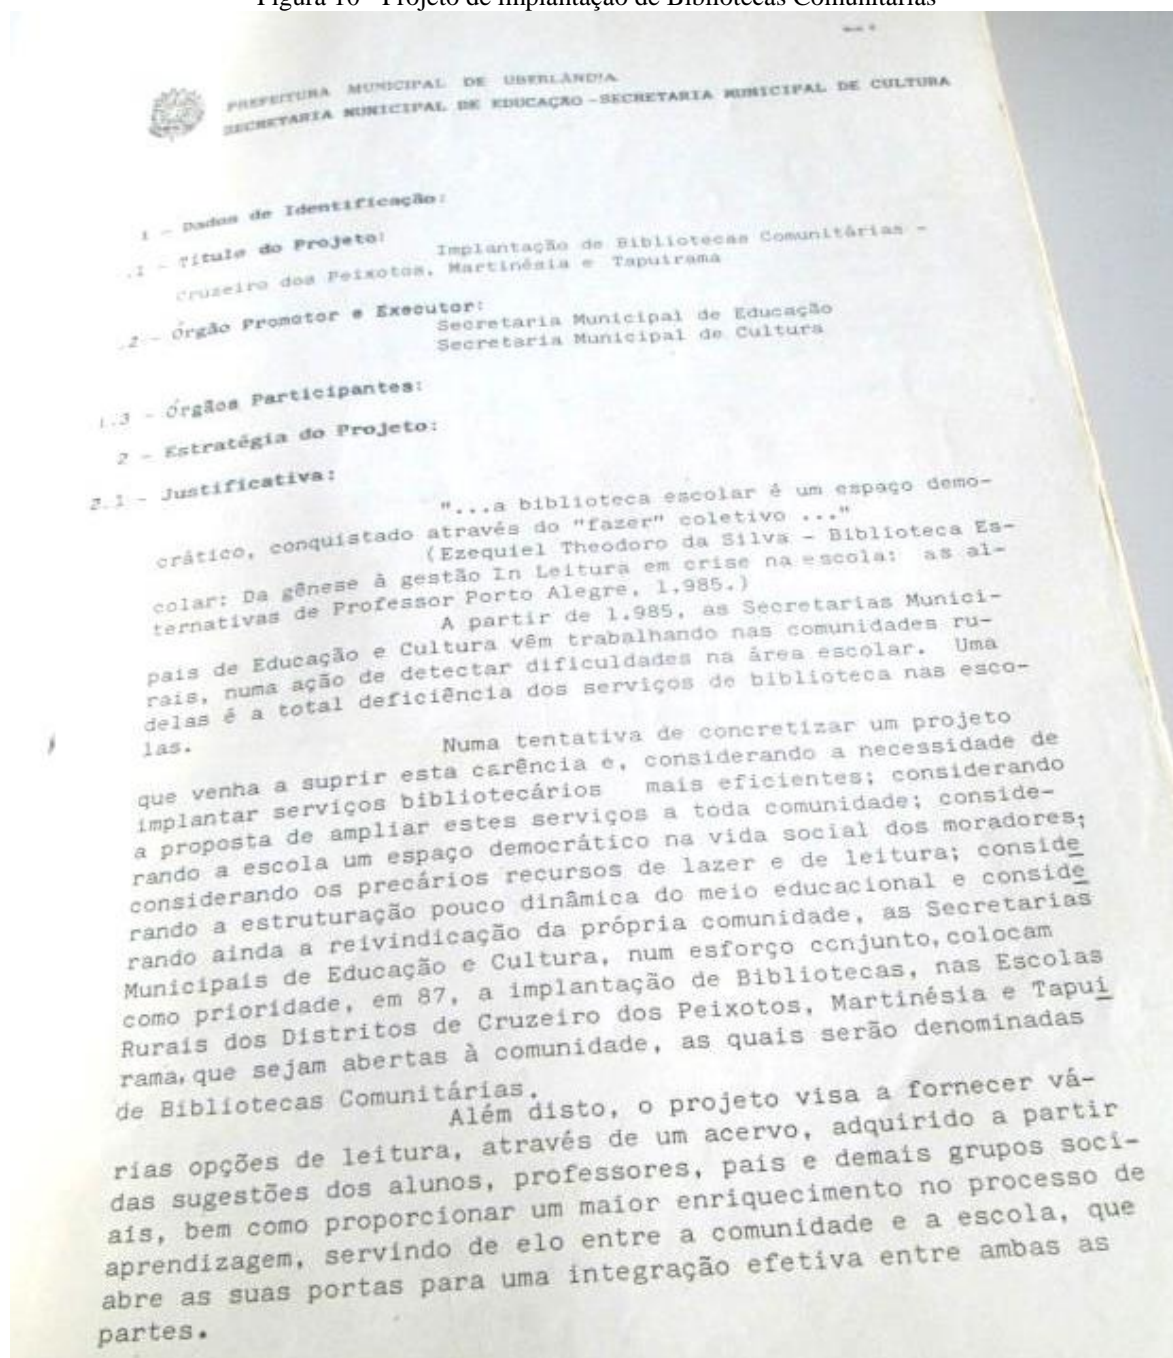 Figura 10 - Projeto de Implantação de Bibliotecas Comunitárias
PREFEITURA MUNICIPAL DE UBERLÂNDIA
SECRETARIA MUNICIPAL DE EDUCAÇÃO - SECRETARIA MUNICIPAL DE CULTURA
1 - Dados de Identificação:
.1 - Título do Projeto:
Implantação de Bibliotecas Comunitárias -
Cruzeiro dos Peixotos, Martinésia e Tapuirama
.2 - Órgão Promotor e Executor:
Secretaria Municipal de Educação
Secretaria Municipal de Cultura
1.3 - Órgãos Participantes:
2 - Estratégia do Projeto:
2.1 - Justificativa:
"...a biblioteca escolar é um espaço demo-
crático, conquistado através do "fazer" coletivo ..."
(Ezequiel Theodoro da Silva - Biblioteca Es-
colar: Da gênese à gestão In Leitura em crise na escola: as al-
ternativas de Professor Porto Alegre, 1.985.)
A partir de 1.985, as Secretarias Munici-
pais de Educação e Cultura vêm trabalhando nas comunidades ru-
rais, numa ação de detectar dificuldades na área escolar. Uma
delas é a total deficiência dos serviços de biblioteca nas esco-
las.
Numa tentativa de concretizar um projeto
que venha a suprir esta carência e, considerando a necessidade de
implantar serviços bibliotecários mais eficientes; considerando
a proposta de ampliar estes serviços a toda comunidade; conside-
rando a escola um espaço democrático na vida social dos moradores;
considerando os precários recursos de lazer e de leitura; conside
rando a estruturação pouco dinâmica do meio educacional e conside
rando ainda a reivindicação da própria comunidade, as Secretarias
Municipais de Educação e Cultura, num esforço conjunto, colocam
como prioridade, em 87, a implantação de Bibliotecas, nas Escolas
Rurais dos Distritos de Cruzeiro dos Peixotos, Martinésia e Tapui
rama, que sejam abertas à comunidade, as quais serão denominadas
de Bibliotecas Comunitárias.
Além disto, o projeto visa a fornecer vá-
rias opções de leitura, através de um acervo, adquirido a partir
das sugestões dos alunos, professores, pais e demais grupos soci-
ais, bem como proporcionar um maior enriquecimento no processo de
aprendizagem, servindo de elo entre a comunidade e a escola, que
abre as suas portas para uma integração efetiva entre ambas as
partes.